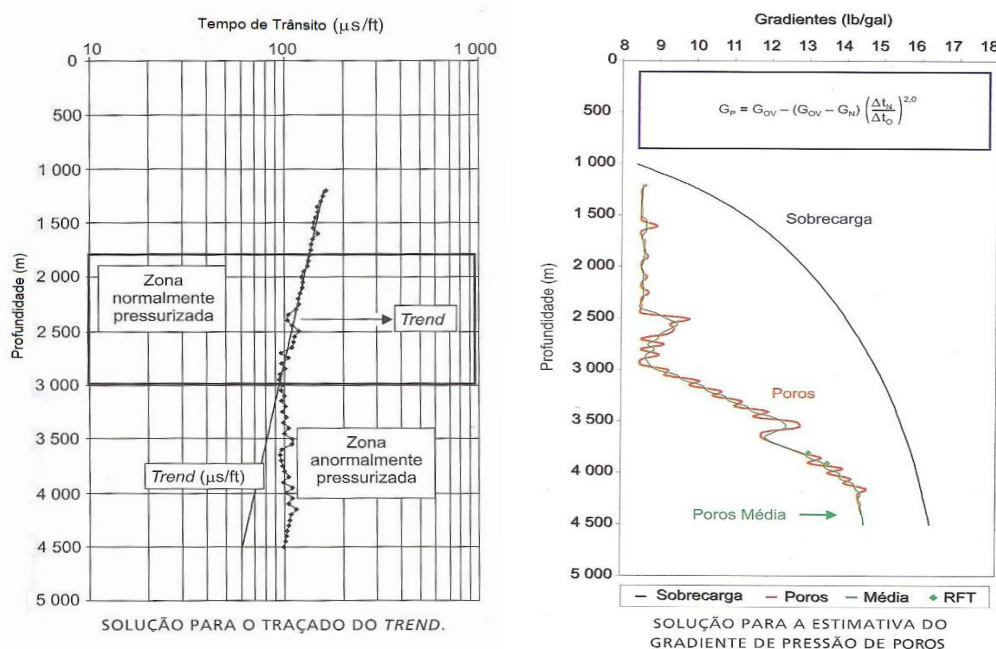 Tempo de Trânsito (μs/ft)
10 100 1 000
0
500
1 000
1 500
2 000
2 500
3 000
3 500
4 000
4 500
5 000
Profundidade (m)
Zona
normalmente
pressurizada
Trend
Zona
anormalmente
pressurizada
Trend (μs/ft)
SOLUÇÃO PARA O TRAÇADO DO TREND.
Gradientes (lb/gal)
8 9 10 11 12 13 14 15 16 17 18
0
500
1 000
1 500
2 000
2 500
3 000
3 500
4 000
4 500
5 000
Profundidade (m)
G_P = G_OV – (G_OV – G_N) (Δt_N / Δt_O)^2,0
Sobrecarga
Poros
Poros Média
Sobrecarga Poros Média RFT
SOLUÇÃO PARA A ESTIMATIVA DO
GRADIENTE DE PRESSÃO DE POROS